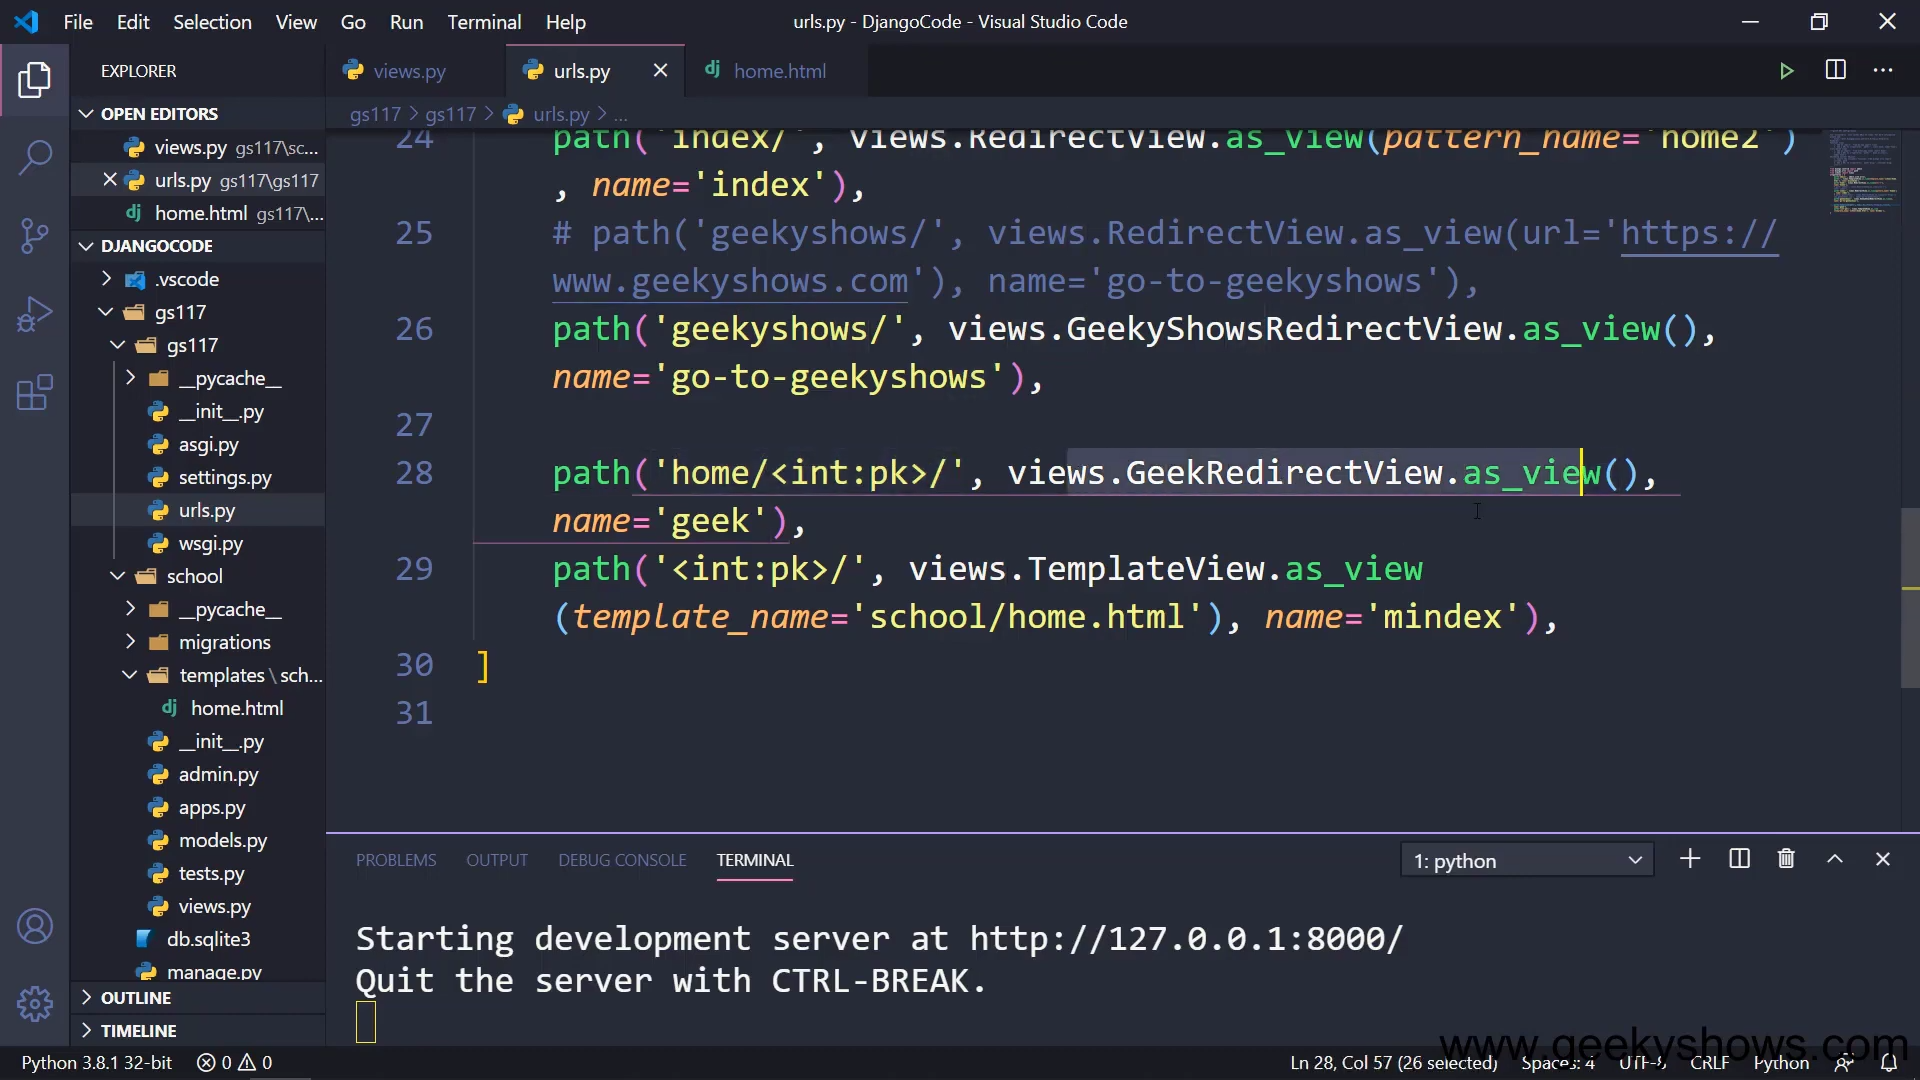 File Edit Selection View Go Run Terminal Help
urls.py - DjangoCode - Visual Studio Code
EXPLORER
OPEN EDITORS
views.py gs117\sc...
urls.py gs117\gs117
home.html gs117\...
DJANGOCODE
.vscode
gs117
gs117
__pycache__
__init__.py
asgi.py
settings.py
urls.py
wsgi.py
school
__pycache__
migrations
templates\sch...
home.html
__init__.py
admin.py
apps.py
models.py
tests.py
views.py
db.sqlite3
manage.py
OUTLINE
TIMELINE
views.py urls.py home.html
gs117 > gs117 > urls.py > ...
24 path('index/', views.RedirectView.as_view(pattern_name='home2')
, name='index'),
25 # path('geekyshows/', views.RedirectView.as_view(url='https://
www.geekyshows.com'), name='go-to-geekyshows'),
26 path('geekyshows/', views.GeekyShowsRedirectView.as_view(),
name='go-to-geekyshows'),
27
28 path('home/<int:pk>/', views.GeekRedirectView.as_view(),
name='geek'),
29 path('<int:pk>/', views.TemplateView.as_view
(template_name='school/home.html'), name='mindex'),
30 ]
31
PROBLEMS OUTPUT DEBUG CONSOLE TERMINAL 1: python
Starting development server at http://127.0.0.1:8000/
Quit the server with CTRL-BREAK.
www.geekyshows.com
Python 3.8.1 32-bit 0 0 Ln 28, Col 57 (26 selected) Spaces: 4 UTF-8 CRLF Python